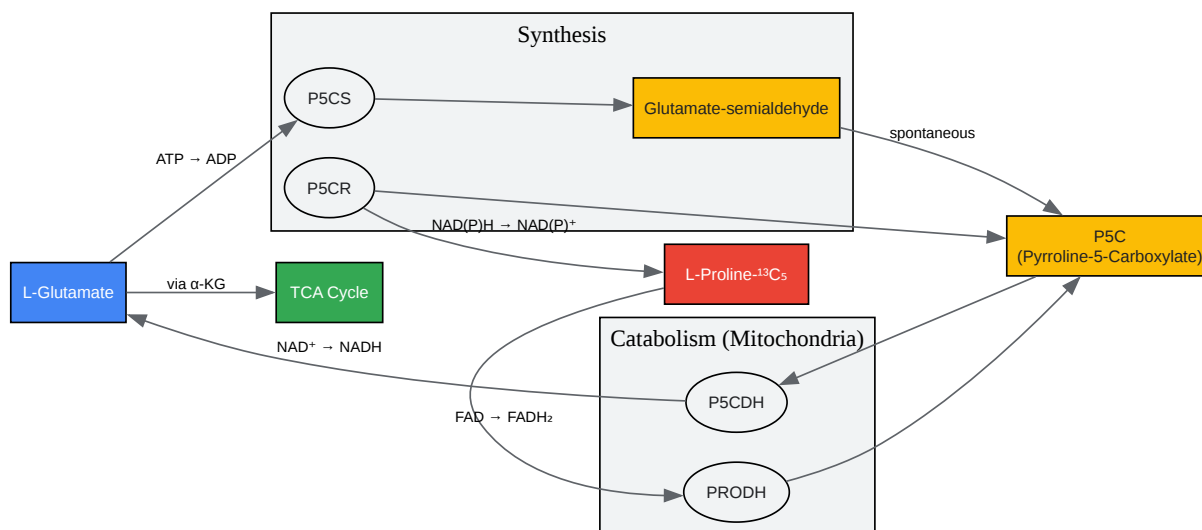 Synthesis
P5CS
Glutamate-semialdehyde
spontaneous
ATP → ADP
P5CR
NAD(P)H → NAD(P)⁺
P5C
(Pyrroline-5-Carboxylate)
L-Glutamate
via α-KG
TCA Cycle
L-Proline-¹³C₅
Catabolism (Mitochondria)
NAD⁺ → NADH
P5CDH
FAD → FADH₂
PRODH